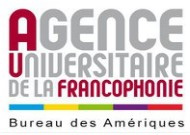 AGENCE
UNIVERSITAIRE
DE LA FRANCOPHONIE
Bureau des Amériques